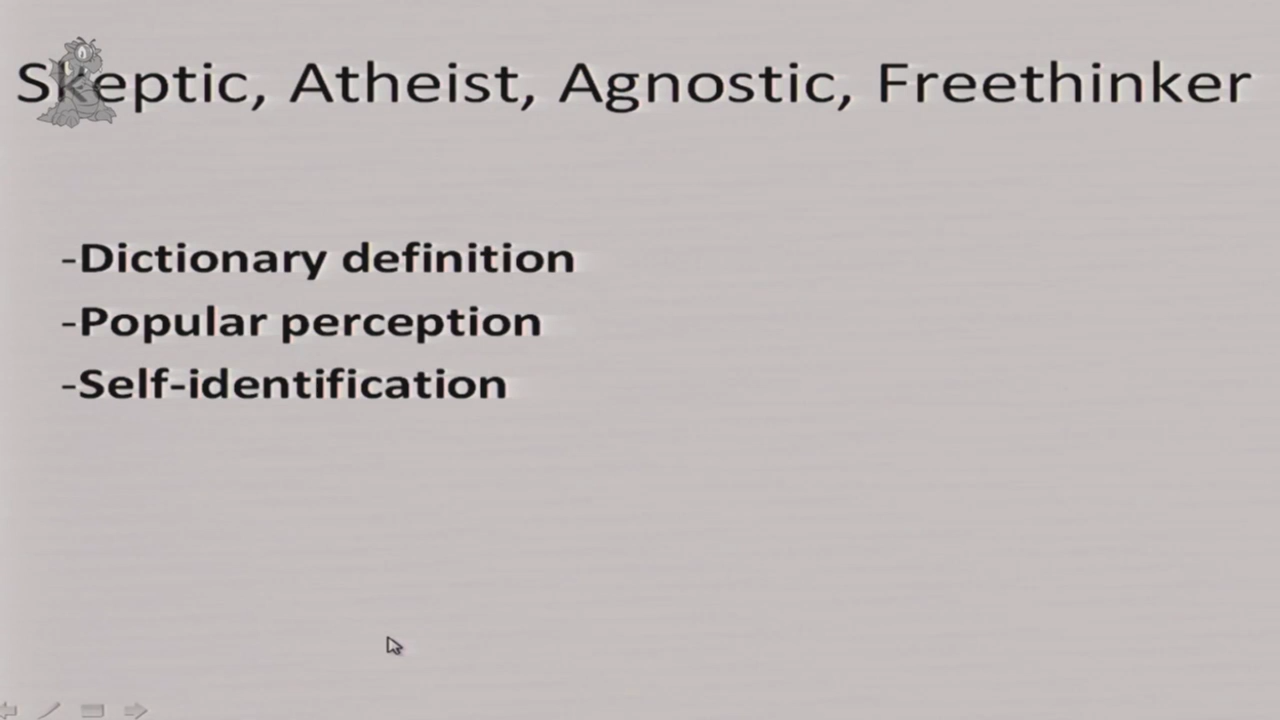 Skeptic, Atheist, Agnostic, Freethinker
-Dictionary definition
-Popular perception
-Self-identification